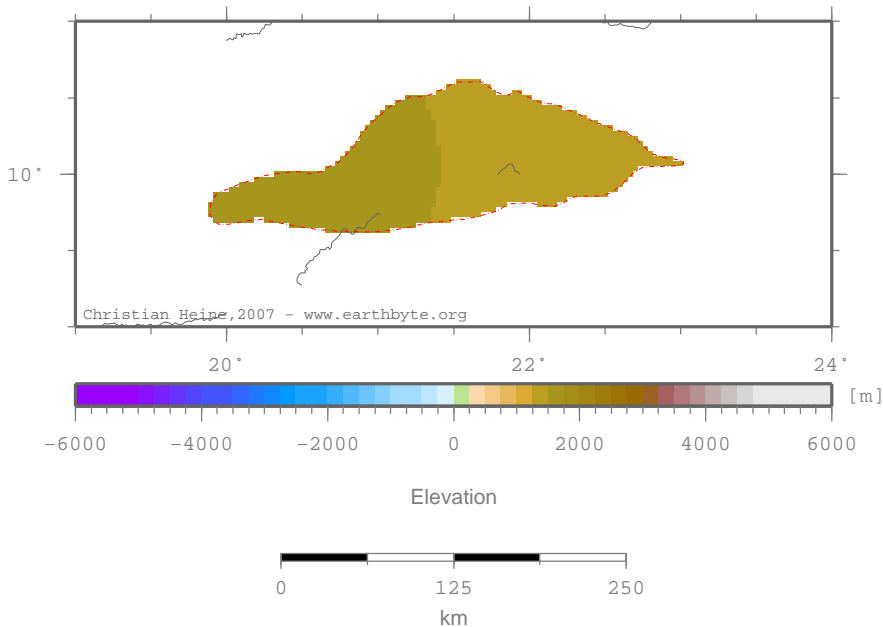 10°
Christian Heine,2007 - www.earthbyte.org
20° 22° 24°
[m]
-6000 -4000 -2000 0 2000 4000 6000
Elevation
0 125 250
km